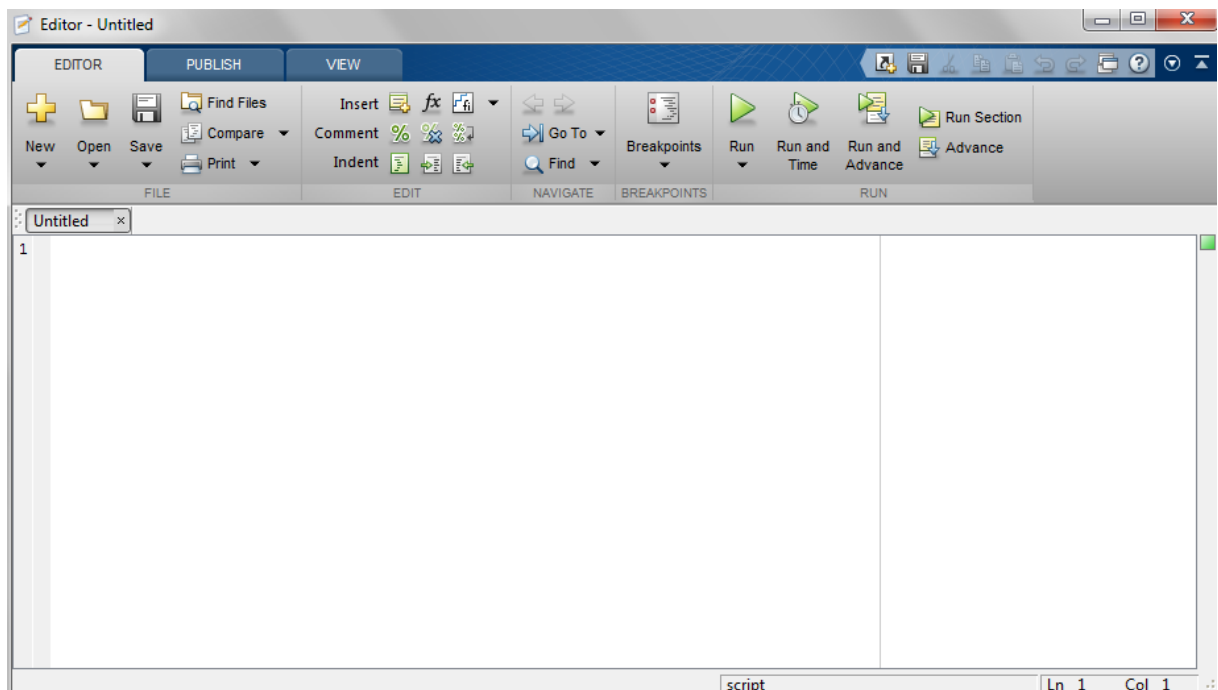 Editor - Untitled
EDITOR PUBLISH VIEW
New Open Save
Find Files
Compare
Print
FILE
Insert fx fi
Comment % % %
Indent
EDIT
Go To
Find
NAVIGATE
Breakpoints
BREAKPOINTS
Run
Run and
Time
Run and
Advance
Run Section
Advance
RUN
Untitled
1
script Ln 1 Col 1